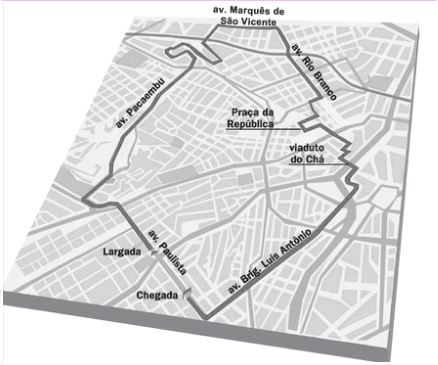 av. Marquês de
São Vicente
av. Rio Branco
av. Pacaembu
Praça da
República
viaduto
do Chá
av. Paulista
Largada
av. Brig. Luís Antônio
Chegada